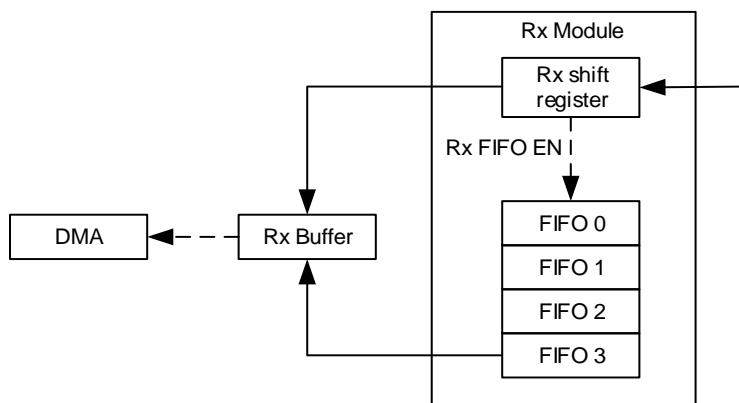 Rx Module
Rx shift
register
Rx FIFO EN
DMA
Rx Buffer
FIFO 0
FIFO 1
FIFO 2
FIFO 3